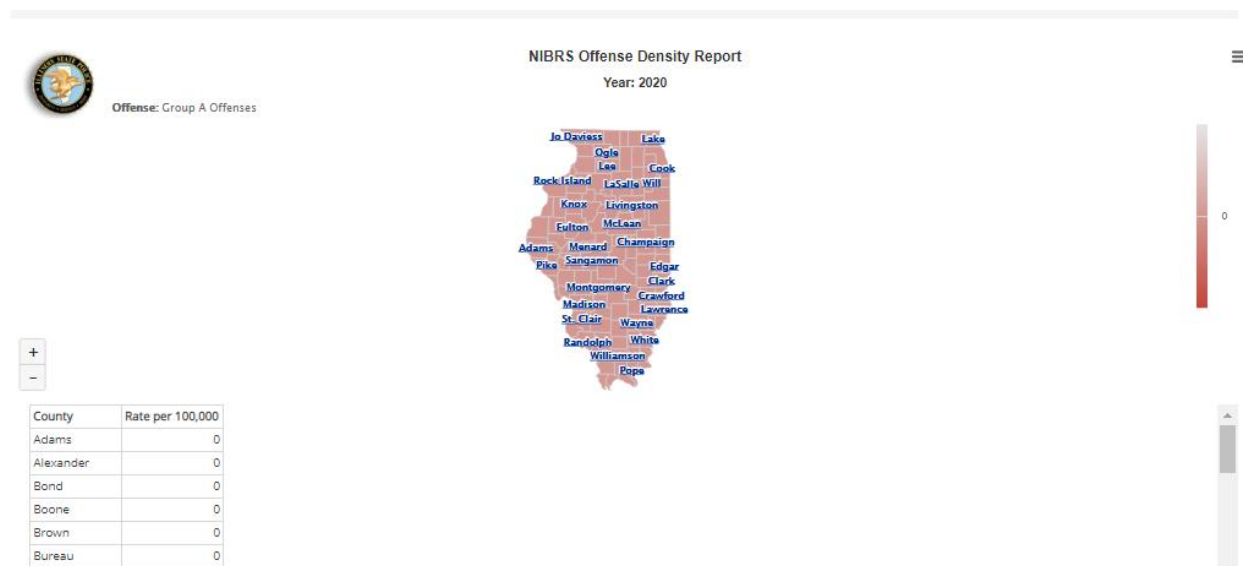 NIBRS Offense Density Report
Year: 2020
Offense: Group A Offenses
Jo Daviess
Lake
Ogle
Lee
Cook
Rock Island
LaSalle
Will
Knox
Livingston
Fulton
McLean
Adams
Menard
Champaign
Pike
Sangamon
Edgar
Clark
Montgomery
Crawford
Madison
Lawrence
St. Clair
Wayne
Randolph
White
Williamson
Pope
0
+
−
County Rate per 100,000
Adams 0
Alexander 0
Bond 0
Boone 0
Brown 0
Bureau 0